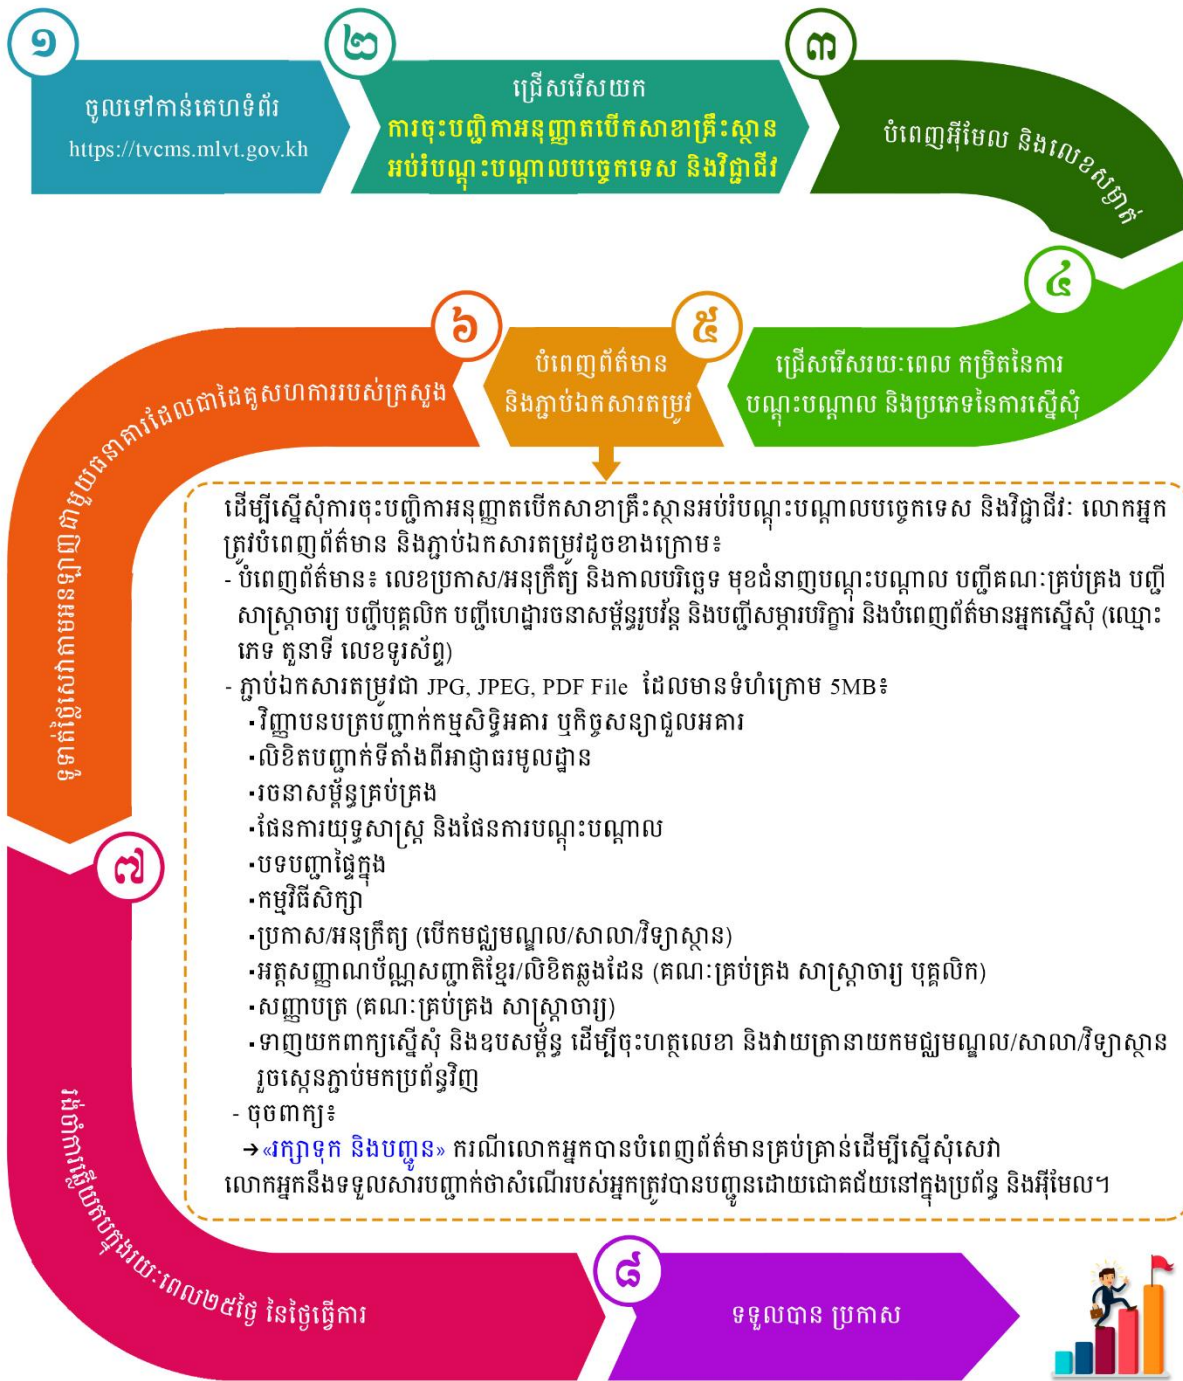 ១
ចូលទៅកាន់គេហទំព័រ
https://tvcms.mlvt.gov.kh
២
ជ្រើសរើសយក
ការចុះបញ្ជិកាអនុញ្ញាតបើកសាខាគ្រឹះស្ថាន
អប់រំបណ្តុះបណ្តាលបច្ចេកទេស និងវិជ្ជាជីវ
៣
បំពេញអ៊ីមែល និងលេខសម្ងាត់
៤
ជ្រើសរើសរយៈពេល កម្រិតនៃការ
បណ្តុះបណ្តាល និងប្រភេទនៃការស្នើសុំ
៥
បំពេញព័ត៌មាន
និងភ្ជាប់ឯកសារតម្រូវ
៦
ទូទាត់ថ្លៃសេវាតាមអនឡាញជាមួយធនាគារដែលជាដៃគូសហការរបស់ក្រសួង
ដើម្បីស្នើសុំការចុះបញ្ជិកាអនុញ្ញាតបើកសាខាគ្រឹះស្ថានអប់រំបណ្តុះបណ្តាលបច្ចេកទេស និងវិជ្ជាជីវៈ លោកអ្នក
ត្រូវបំពេញព័ត៌មាន និងភ្ជាប់ឯកសារតម្រូវដូចខាងក្រោម៖
- បំពេញព័ត៌មាន៖ លេខប្រកាស/អនុក្រឹត្យ និងកាលបរិច្ឆេទ មុខជំនាញបណ្តុះបណ្តាល បញ្ជីគណៈគ្រប់គ្រង បញ្ជី
សាស្ត្រាចារ្យ បញ្ជីបុគ្គលិក បញ្ជីហេដ្ឋារចនាសម្ព័ន្ធរូបវ័ន្ត និងបញ្ជីសម្ភារបរិក្ខារ និងបំពេញព័ត៌មានអ្នកស្នើសុំ (ឈ្មោះ
ភេទ តួនាទី លេខទូរស័ព្ទ)
- ភ្ជាប់ឯកសារតម្រូវជា JPG, JPEG, PDF File ដែលមានទំហំក្រោម 5MB៖
▪វិញ្ញាបនបត្របញ្ជាក់កម្មសិទ្ធិអគារ ឬកិច្ចសន្យាជួលអគារ
▪លិខិតបញ្ជាក់ទីតាំងពីអាជ្ញាធរមូលដ្ឋាន
▪រចនាសម្ព័ន្ធគ្រប់គ្រង
▪ផែនការយុទ្ធសាស្ត្រ និងផែនការបណ្តុះបណ្តាល
▪បទបញ្ជាផ្ទៃក្នុង
▪កម្មវិធីសិក្សា
▪ប្រកាស/អនុក្រឹត្យ (បើកមជ្ឈមណ្ឌល/សាលា/វិទ្យាស្ថាន)
▪អត្តសញ្ញាណប័ណ្ណសញ្ជាតិខ្មែរ/លិខិតឆ្លងដែន (គណៈគ្រប់គ្រង សាស្ត្រាចារ្យ បុគ្គលិក)
▪សញ្ញាបត្រ (គណៈគ្រប់គ្រង សាស្ត្រាចារ្យ)
▪ទាញយកពាក្យស្នើសុំ និងឧបសម្ព័ន្ធ ដើម្បីចុះហត្ថលេខា និងវាយត្រានាយកមជ្ឈមណ្ឌល/សាលា/វិទ្យាស្ថាន
រួចស្កេនភ្ជាប់មកប្រព័ន្ធវិញ
- ចុចពាក្យ៖
→«រក្សាទុក និងបញ្ជូន» ករណីលោកអ្នកបានបំពេញព័ត៌មានគ្រប់គ្រាន់ដើម្បីស្នើសុំសេវា
លោកអ្នកនឹងទទួលសារបញ្ជាក់ថាសំណើរបស់អ្នកត្រូវបានបញ្ជូនដោយជោគជ័យនៅក្នុងប្រព័ន្ធ និងអ៊ីមែល។
៧
រង់ចាំការឆ្លើយតបក្នុងរយៈពេល២៥ថ្ងៃ នៃថ្ងៃធ្វើការ
៨
ទទួលបាន ប្រកាស